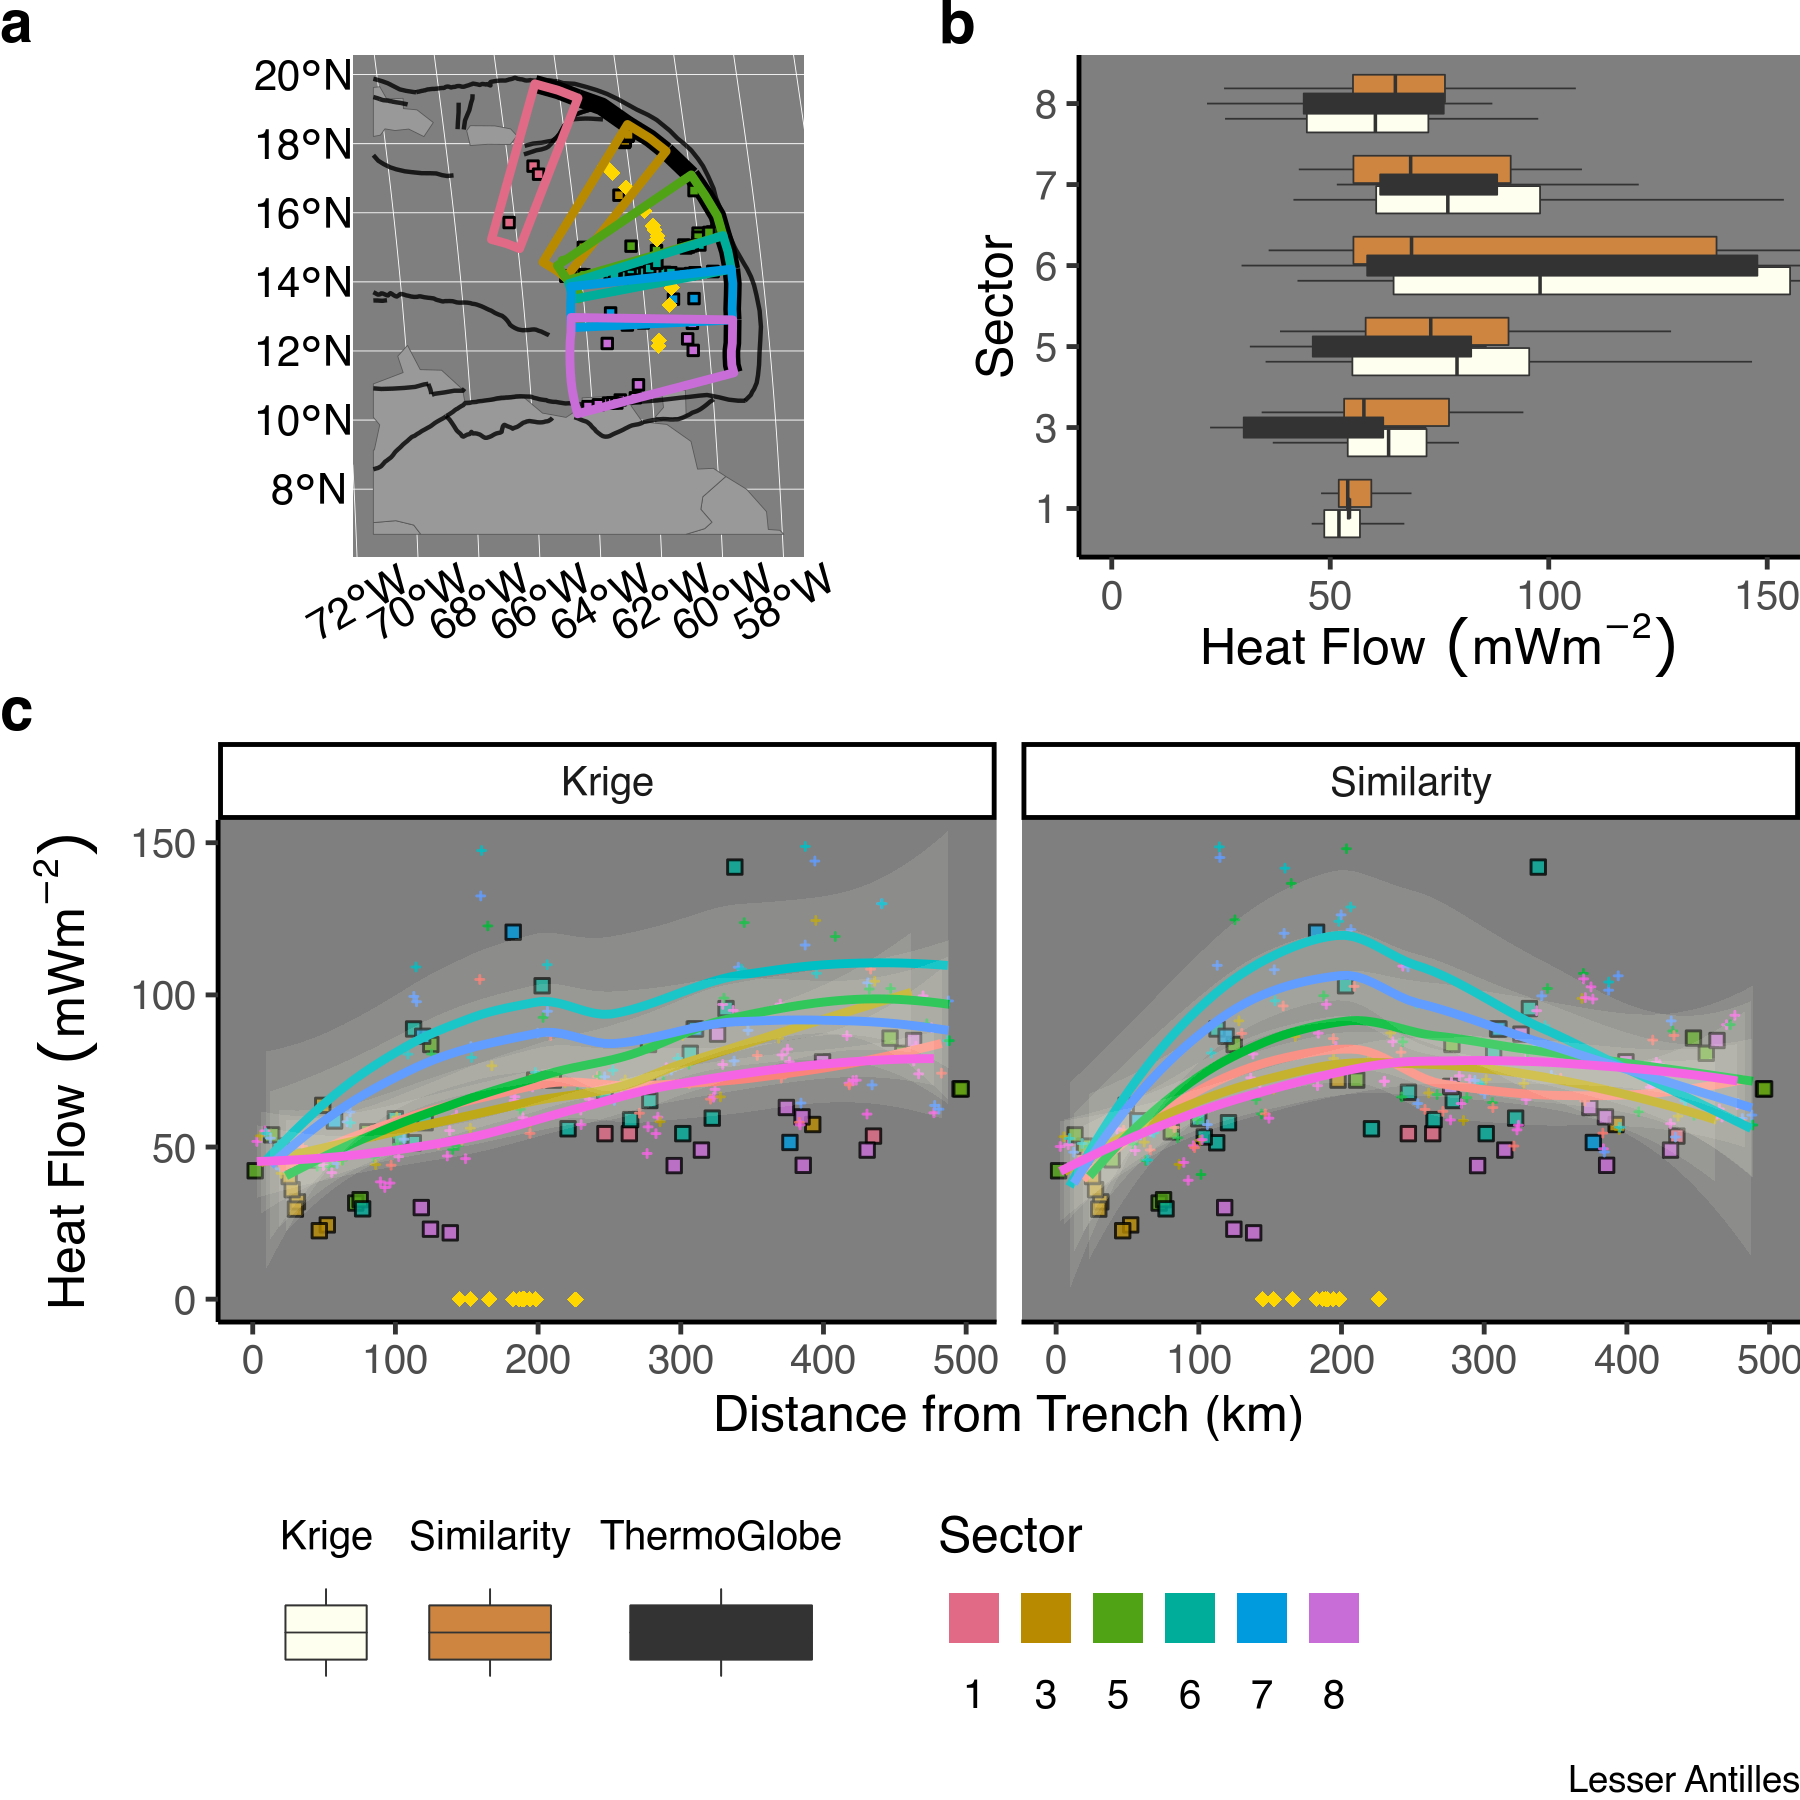 a
20°N
18°N
16°N
14°N
12°N
10°N
8°N
72°W 70°W 68°W 66°W 64°W 62°W 60°W 58°W
b
Sector
8
7
6
5
3
1
0 50 100 150
Heat Flow (mWm⁻²)
c
Krige Similarity
Heat Flow (mWm⁻²)
150
100
50
0
0 100 200 300 400 500 0 100 200 300 400 500
Distance from Trench (km)
Krige Similarity ThermoGlobe
Sector
1 3 5 6 7 8
Lesser Antilles